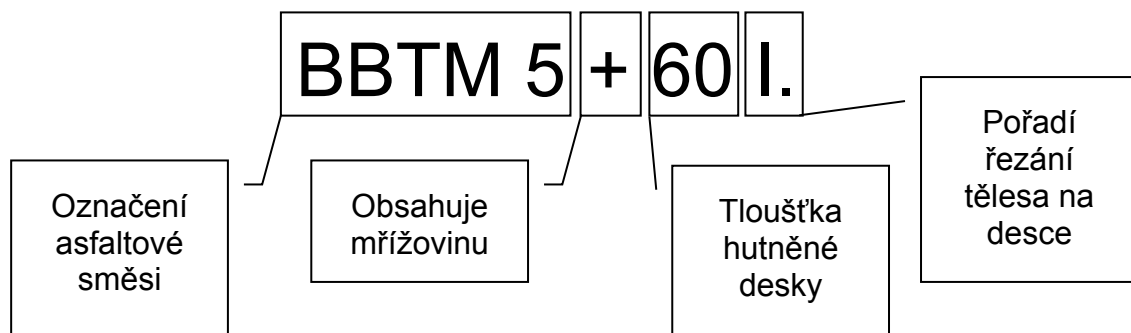 BBTM 5 + 60 I.
Označení
asfaltové
směsi
Obsahuje
mřížovinu
Tloušťka
hutněné
desky
Pořadí
řezání
tělesa na
desce